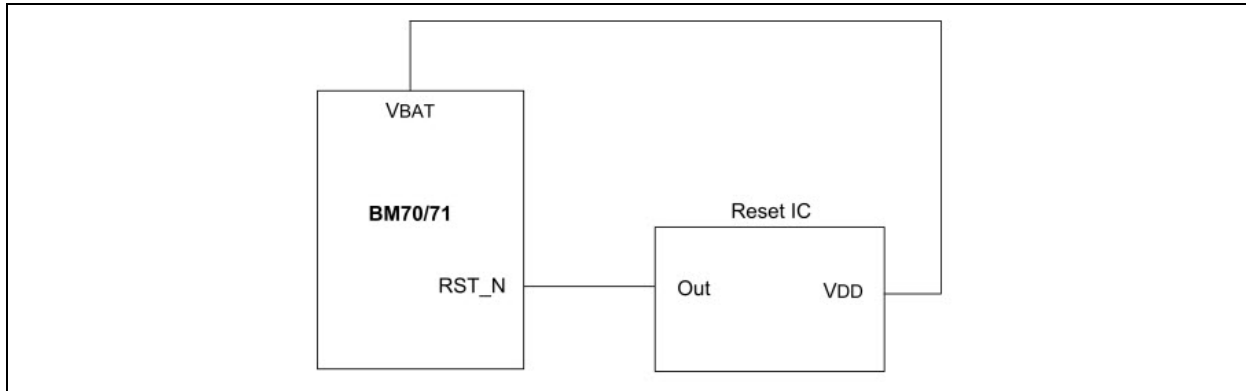 VBAT
BM70/71
Reset IC
RST_N
Out
VDD